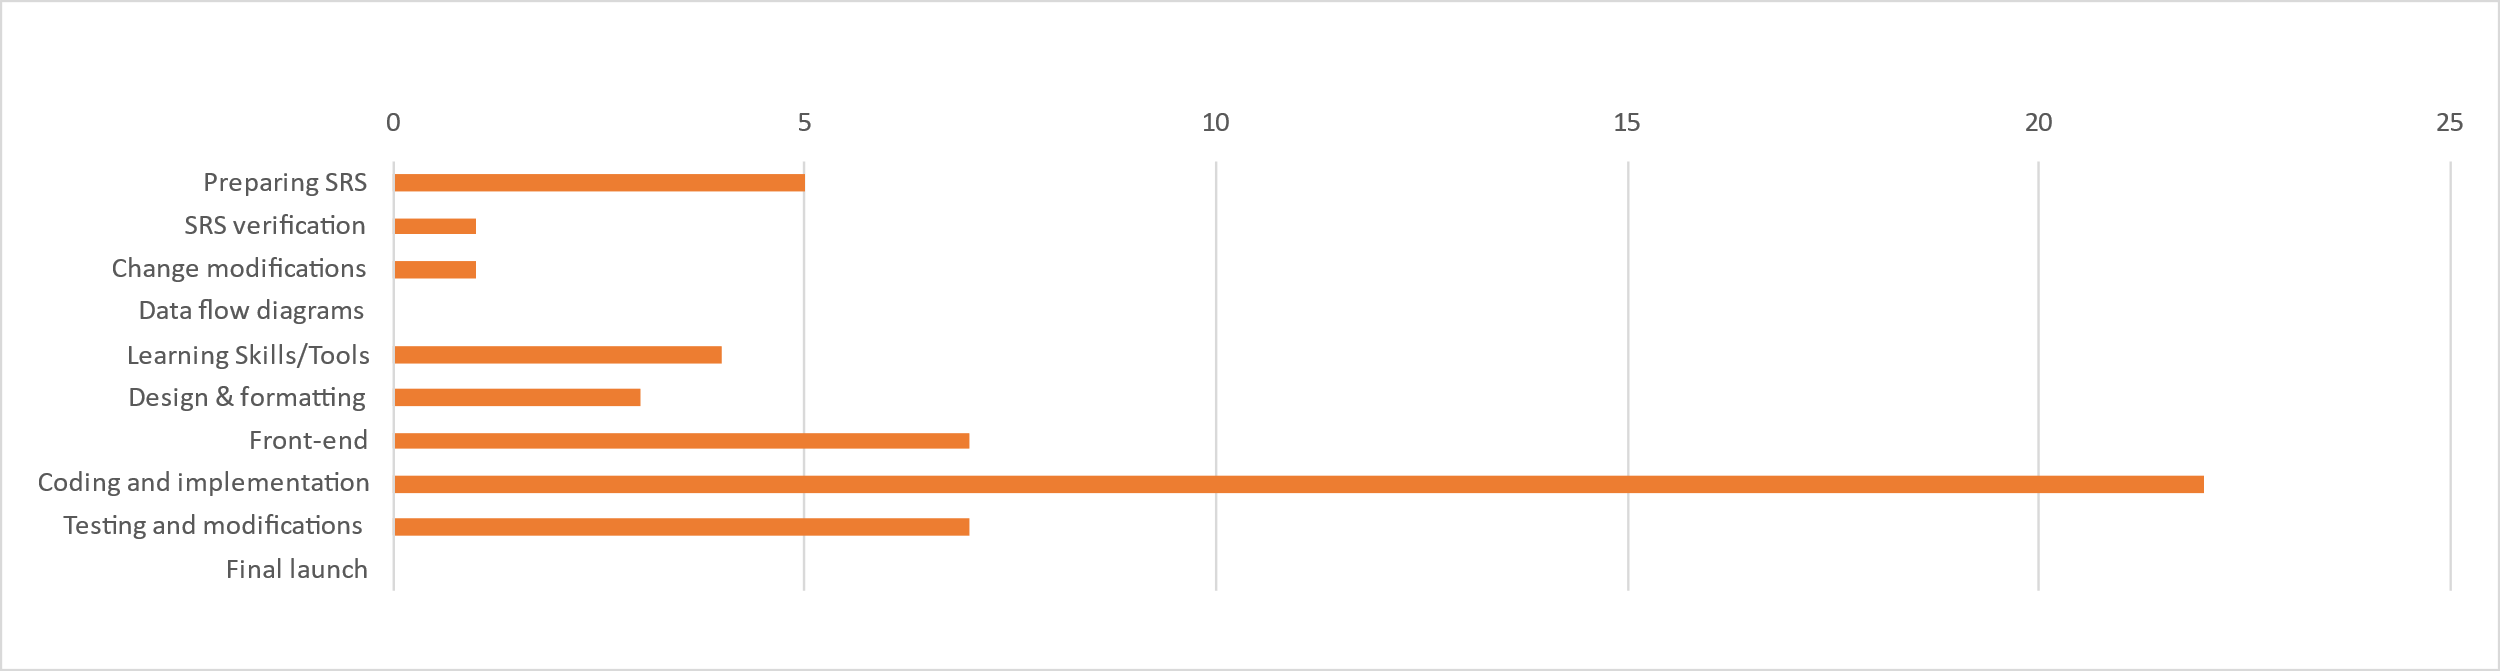 0 5 10 15 20 25
Preparing SRS
SRS verification
Change modifications
Data flow diagrams
Learning Skills/Tools
Design & formatting
Front-end
Coding and implementation
Testing and modifications
Final launch